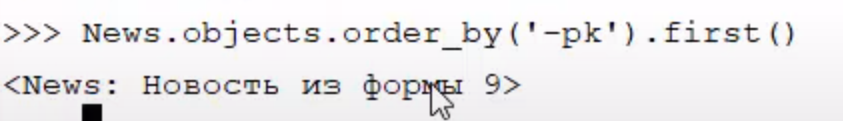 >>> News.objects.order_by('-pk').first()
<News: Новость из формы 9>